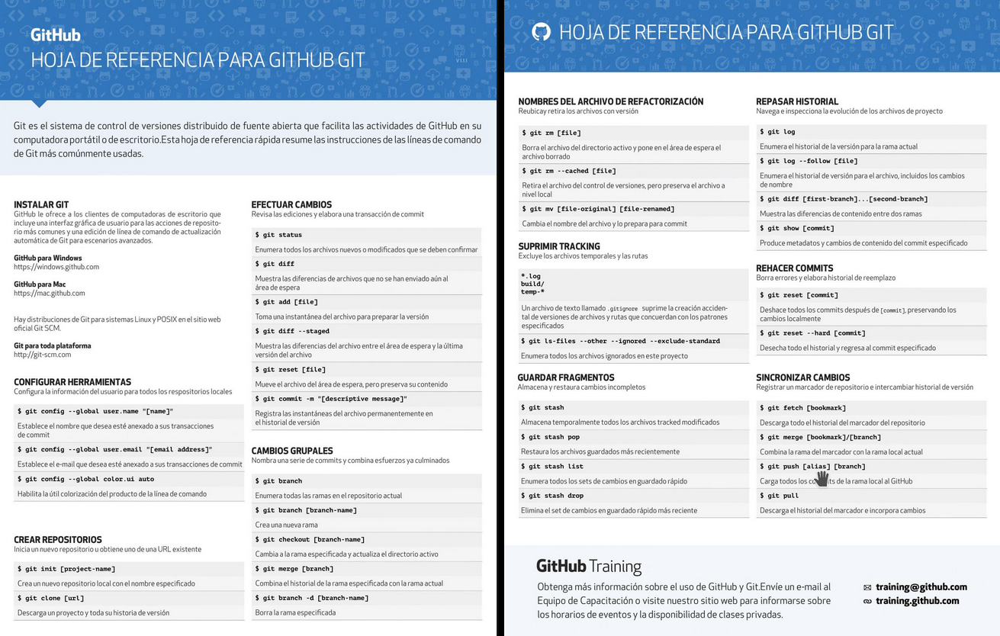 GitHub
HOJA DE REFERENCIA PARA GITHUB GIT
V1.1.1
Git es el sistema de control de versiones distribuido de fuente abierta que facilita las actividades de GitHub en su
computadora portátil o de escritorio.Esta hoja de referencia rápida resume las instrucciones de las líneas de comando
de Git más comúnmente usadas.
INSTALAR GIT
GitHub le ofrece a los clientes de computadoras de escritorio que
incluye una interfaz gráfica de usuario para las acciones de reposito-
rio más comunes y una edición de línea de comando de actualización
automática de Git para escenarios avanzados.
GitHub para Windows
https://windows.github.com
GitHub para Mac
https://mac.github.com
Hay distribuciones de Git para sistemas Linux y POSIX en el sitio web
oficial Git SCM.
Git para toda plataforma
http://git-scm.com
CONFIGURAR HERRAMIENTAS
Configura la información del usuario para todos los respositorios locales
$ git config --global user.name "[name]"
Establece el nombre que desea esté anexado a sus transacciones
de commit
$ git config --global user.email "[email address]"
Establece el e-mail que desea esté anexado a sus transacciones de commit
$ git config --global color.ui auto
Habilita la útil colorización del producto de la línea de comando
CREAR REPOSITORIOS
Inicia un nuevo repositorio u obtiene uno de una URL existente
$ git init [project-name]
Crea un nuevo repositorio local con el nombre especificado
$ git clone [url]
Descarga un proyecto y toda su historia de versión
EFECTUAR CAMBIOS
Revisa las ediciones y elabora una transacción de commit
$ git status
Enumera todos los archivos nuevos o modificados que se deben confirmar
$ git diff
Muestra las diferencias de archivos que no se han enviado aún al
área de espera
$ git add [file]
Toma una instantánea del archivo para preparar la versión
$ git diff --staged
Muestra las diferencias del archivo entre el área de espera y la última
versión del archivo
$ git reset [file]
Mueve el archivo del área de espera, pero preserva su contenido
$ git commit -m "[descriptive message]"
Registra las instantáneas del archivo permanentemente en
el historial de versión
CAMBIOS GRUPALES
Nombra una serie de commits y combina esfuerzos ya culminados
$ git branch
Enumera todas las ramas en el repositorio actual
$ git branch [branch-name]
Crea una nueva rama
$ git checkout [branch-name]
Cambia a la rama especificada y actualiza el directorio activo
$ git merge [branch]
Combina el historial de la rama especificada con la rama actual
$ git branch -d [branch-name]
Borra la rama especificada
HOJA DE REFERENCIA PARA GITHUB GIT
NOMBRES DEL ARCHIVO DE REFACTORIZACIÓN
Reubicay retira los archivos con versión
$ git rm [file]
Borra el archivo del directorio activo y pone en el área de espera el
archivo borrado
$ git rm --cached [file]
Retira el archivo del control de versiones, pero preserva el archivo a
nivel local
$ git mv [file-original] [file-renamed]
Cambia el nombre del archivo y lo prepara para commit
SUPRIMIR TRACKING
Excluye los archivos temporales y las rutas
*.log
build/
temp-*
Un archivo de texto llamado .gitignore suprime la creación acciden-
tal de versiones de archivos y rutas que concuerdan con los patrones
especificados
$ git ls-files --other --ignored --exclude-standard
Enumera todos los archivos ignorados en este proyecto
GUARDAR FRAGMENTOS
Almacena y restaura cambios incompletos
$ git stash
Almacena temporalmente todos los archivos tracked modificados
$ git stash pop
Restaura los archivos guardados más recientemente
$ git stash list
Enumera todos los sets de cambios en guardado rápido
$ git stash drop
Elimina el set de cambios en guardado rápido más reciente
REPASAR HISTORIAL
Navega e inspecciona la evolución de los archivos de proyecto
$ git log
Enumera el historial de la versión para la rama actual
$ git log --follow [file]
Enumera el historial de versión para el archivo, incluidos los cambios
de nombre
$ git diff [first-branch]...[second-branch]
Muestra las diferencias de contenido entre dos ramas
$ git show [commit]
Produce metadatos y cambios de contenido del commit especificado
REHACER COMMITS
Borra errores y elabora historial de reemplazo
$ git reset [commit]
Deshace todos los commits después de [commit], preservando los
cambios localmente
$ git reset --hard [commit]
Desecha todo el historial y regresa al commit especificado
SINCRONIZAR CAMBIOS
Registrar un marcador de repositorio e intercambiar historial de versión
$ git fetch [bookmark]
Descarga todo el historial del marcador del repositorio
$ git merge [bookmark]/[branch]
Combina la rama del marcador con la rama local actual
$ git push [alias] [branch]
Carga todos los de la rama local al GitHub
$ git pull
Descarga el historial del marcador e incorpora cambios
GitHub Training
Obtenga más información sobre el uso de GitHub y Git.Envíe un e-mail al
Equipo de Capacitación o visite nuestro sitio web para informarse sobre
los horarios de eventos y la disponibilidad de clases privadas.
training@github.com
training.github.com